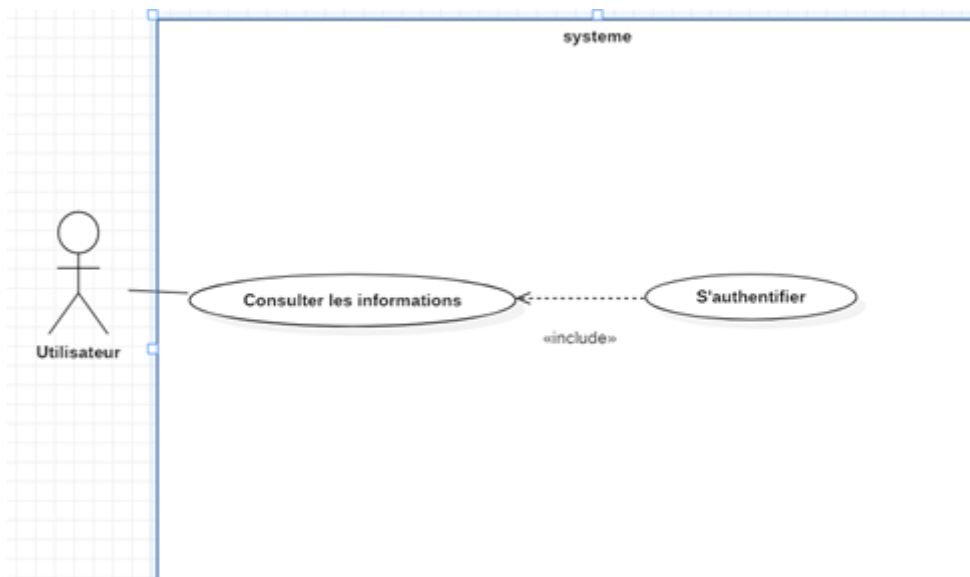 systeme
Consulter les informations
S'authentifier
«include»
Utilisateur